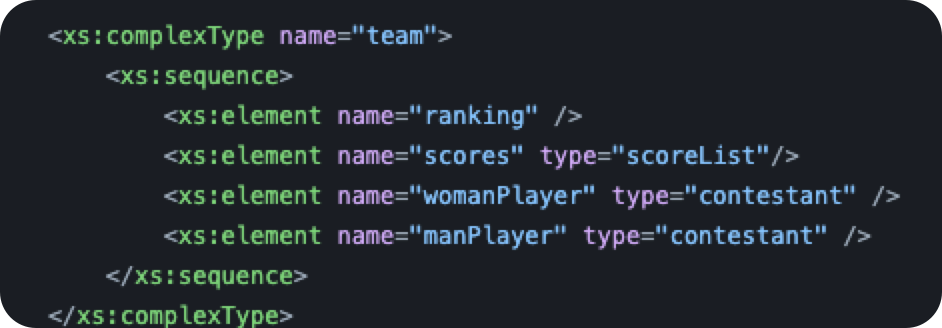 <xs:complexType name="team">
<xs:sequence>
<xs:element name="ranking" />
<xs:element name="scores" type="scoreList"/>
<xs:element name="womanPlayer" type="contestant" />
<xs:element name="manPlayer" type="contestant" />
</xs:sequence>
</xs:complexType>